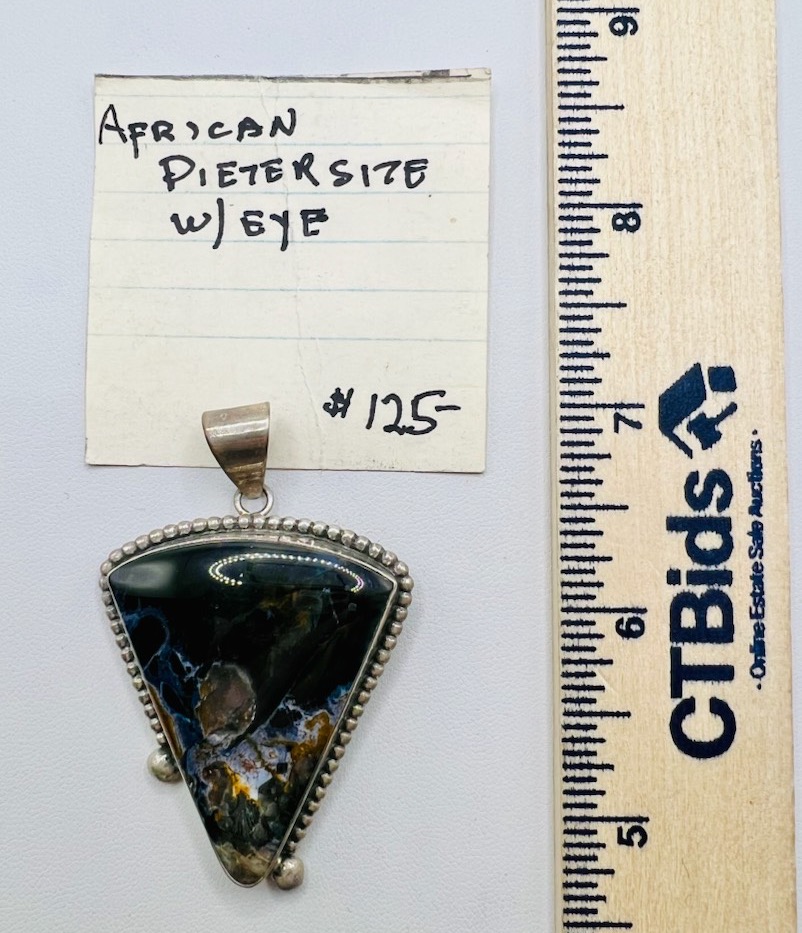 AFRICAN
PIETERSITE
W/ EYE
$125-
9
8
7
6
5
CTBids
· Online Estate Sale Auctions ·